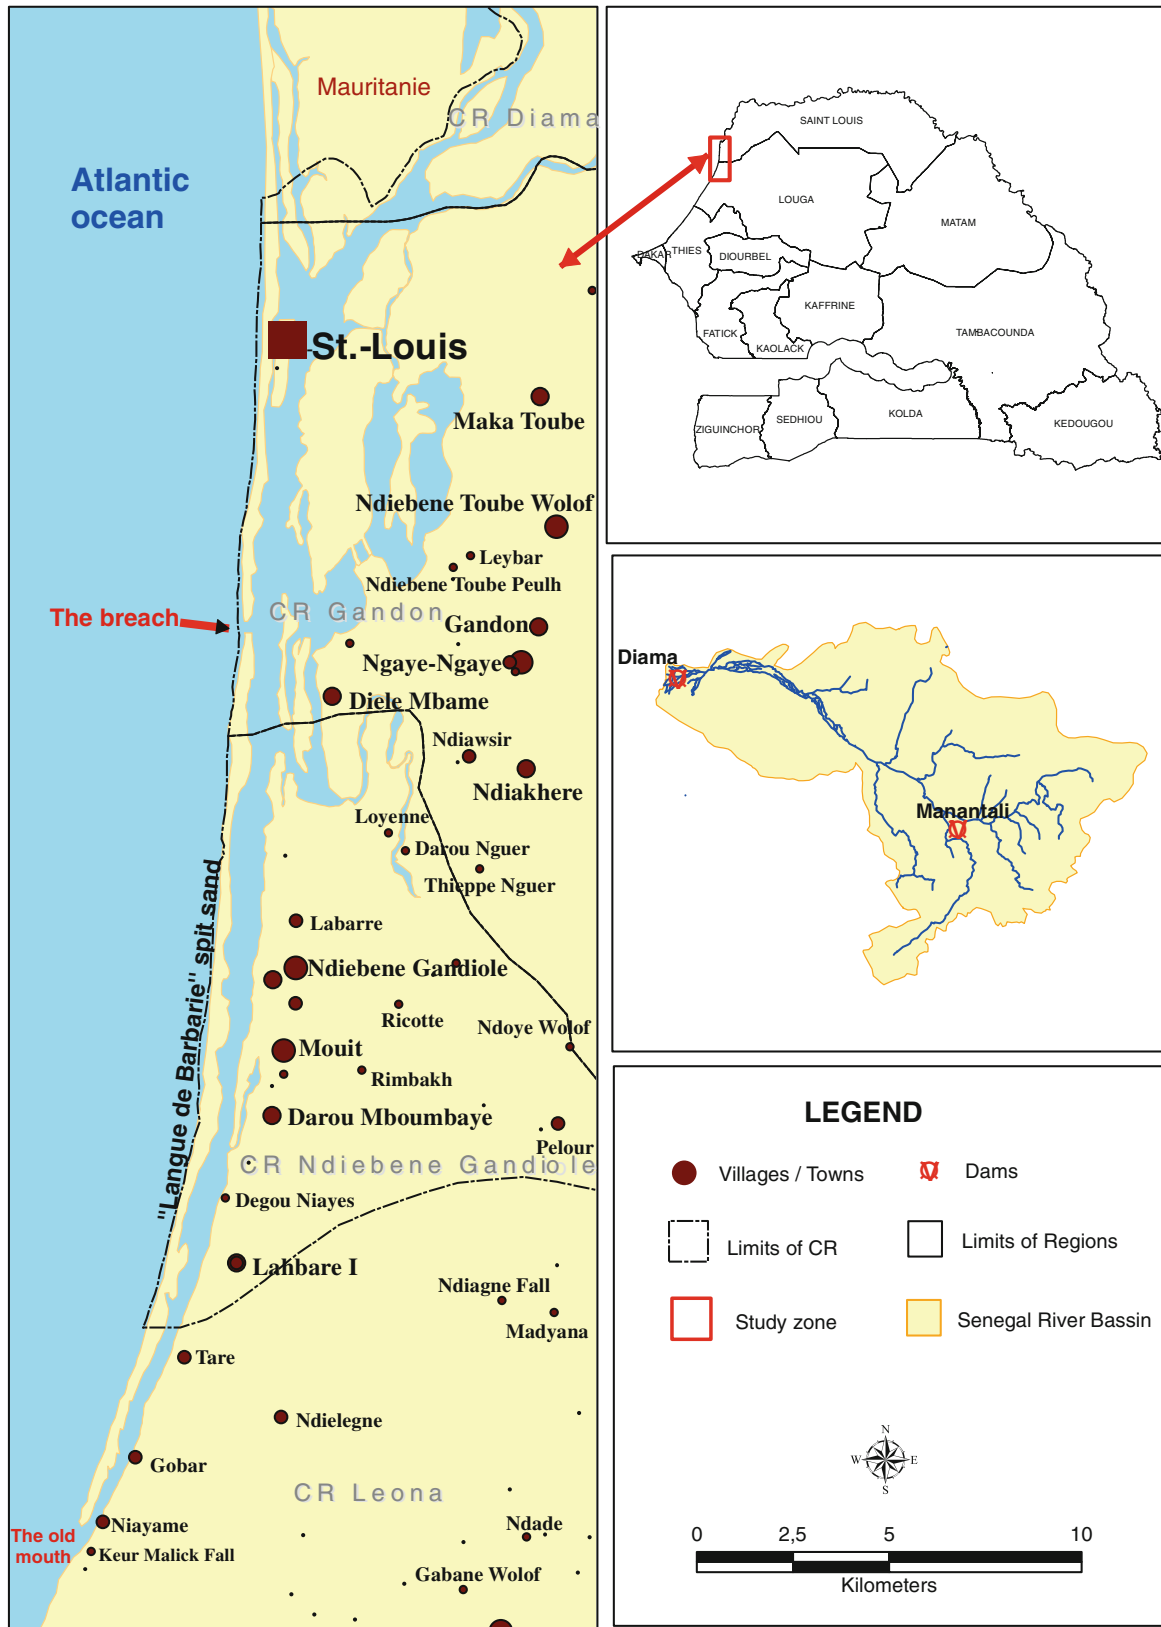 Mauritanie
CR Diama
Atlantic
ocean
St.-Louis
Maka Toube
Ndiebene Toube Wolof
Leybar
Ndiebene Toube Peulh
The breach
CR Gandon
Gandon
Ngaye-Ngaye
Diele Mbame
Ndiawsir
Ndiakhere
Loyenne
Darou Nguer
Thieppe Nguer
Labarre
"Langue de Barbarie" spit sand
Ndiebene Gandiole
Ricotte
Ndoye Wolof
Mouit
Rimbakh
Darou Mboumbaye
Pelour
CR Ndiebene Gandiole
Degou Niayes
Lahbare I
Ndiagne Fall
Madyana
Tare
Ndielegne
Gobar
CR Leona
The old
mouth
Niayame
Keur Malick Fall
Ndade
Gabane Wolof
SAINT LOUIS
LOUGA
MATAM
DAKAR
THIES
DIOURBEL
KAFFRINE
FATICK
KAOLACK
TAMBACOUNDA
ZIGUINCHOR
SEDHIOU
KOLDA
KEDOUGOU
Diama
Manantali
LEGEND
Villages / Towns
Dams
Limits of CR
Limits of Regions
Study zone
Senegal River Bassin
N
W E
S
0 2,5 5 10
Kilometers